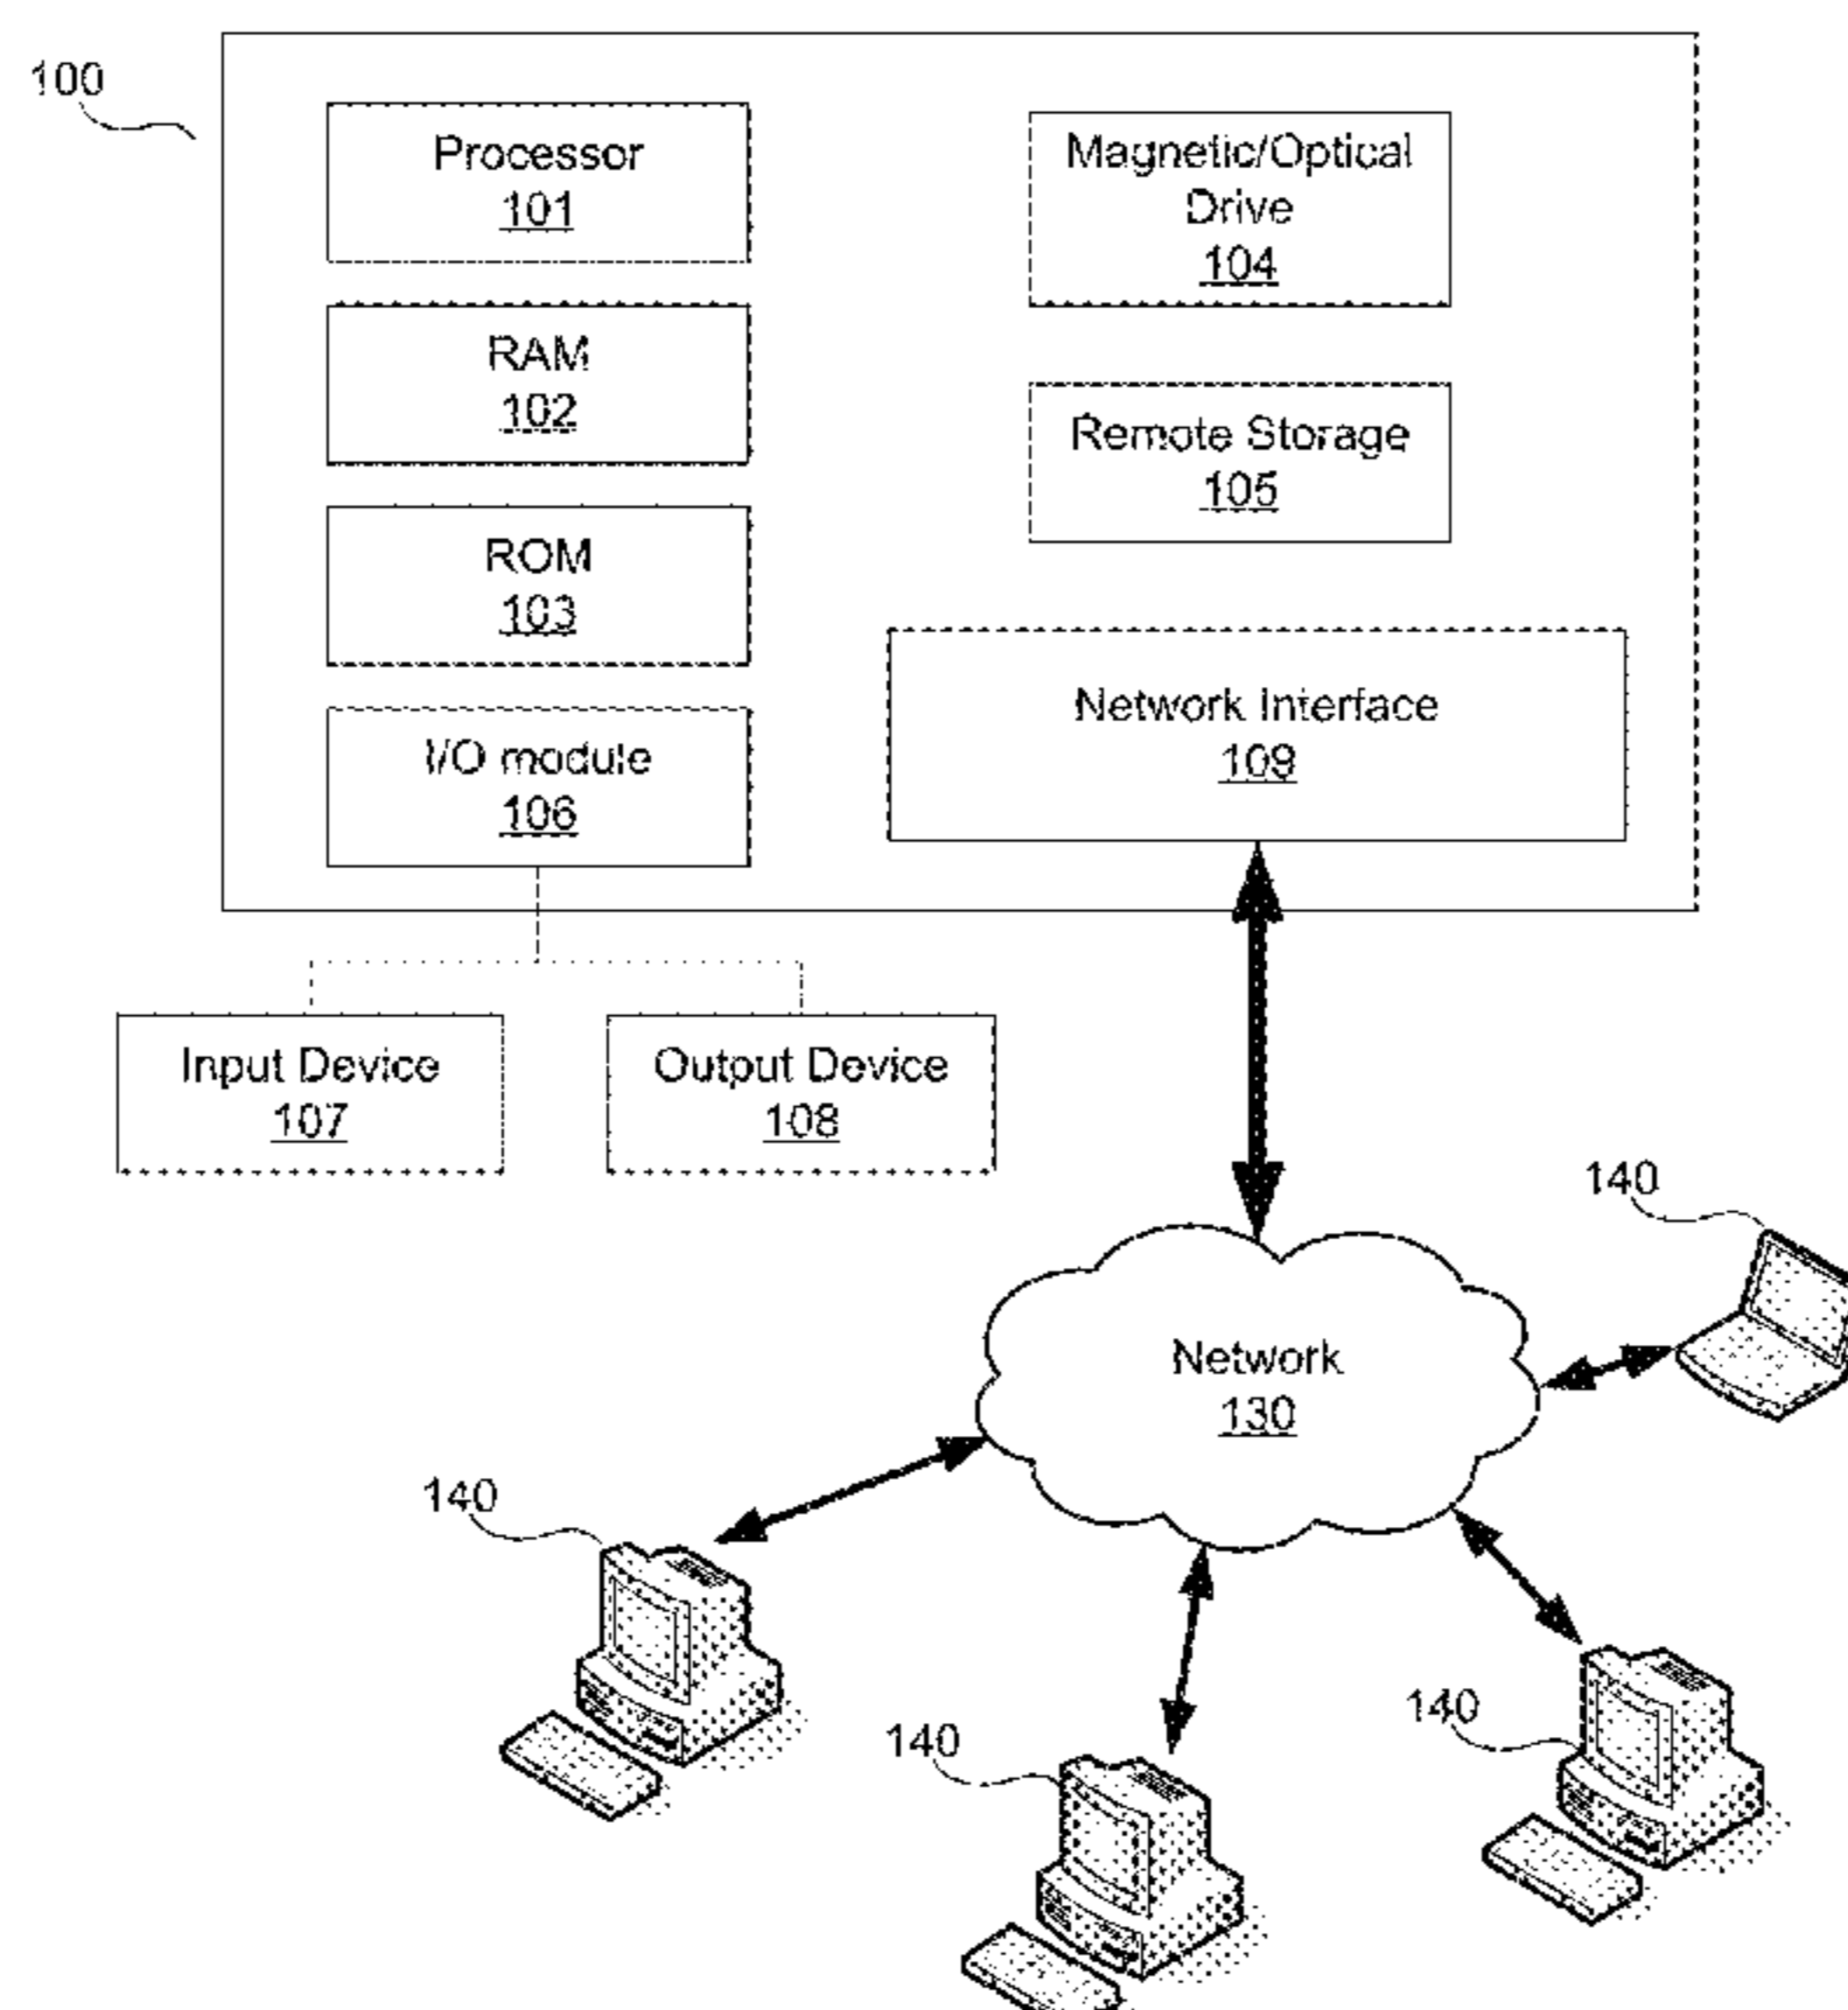 100
Processor
101
Magnetic/Optical
Drive
104
RAM
102
Remote Storage
105
ROM
103
Network Interface
109
I/O module
106
Input Device
107
Output Device
108
140
Network
130
140
140
140